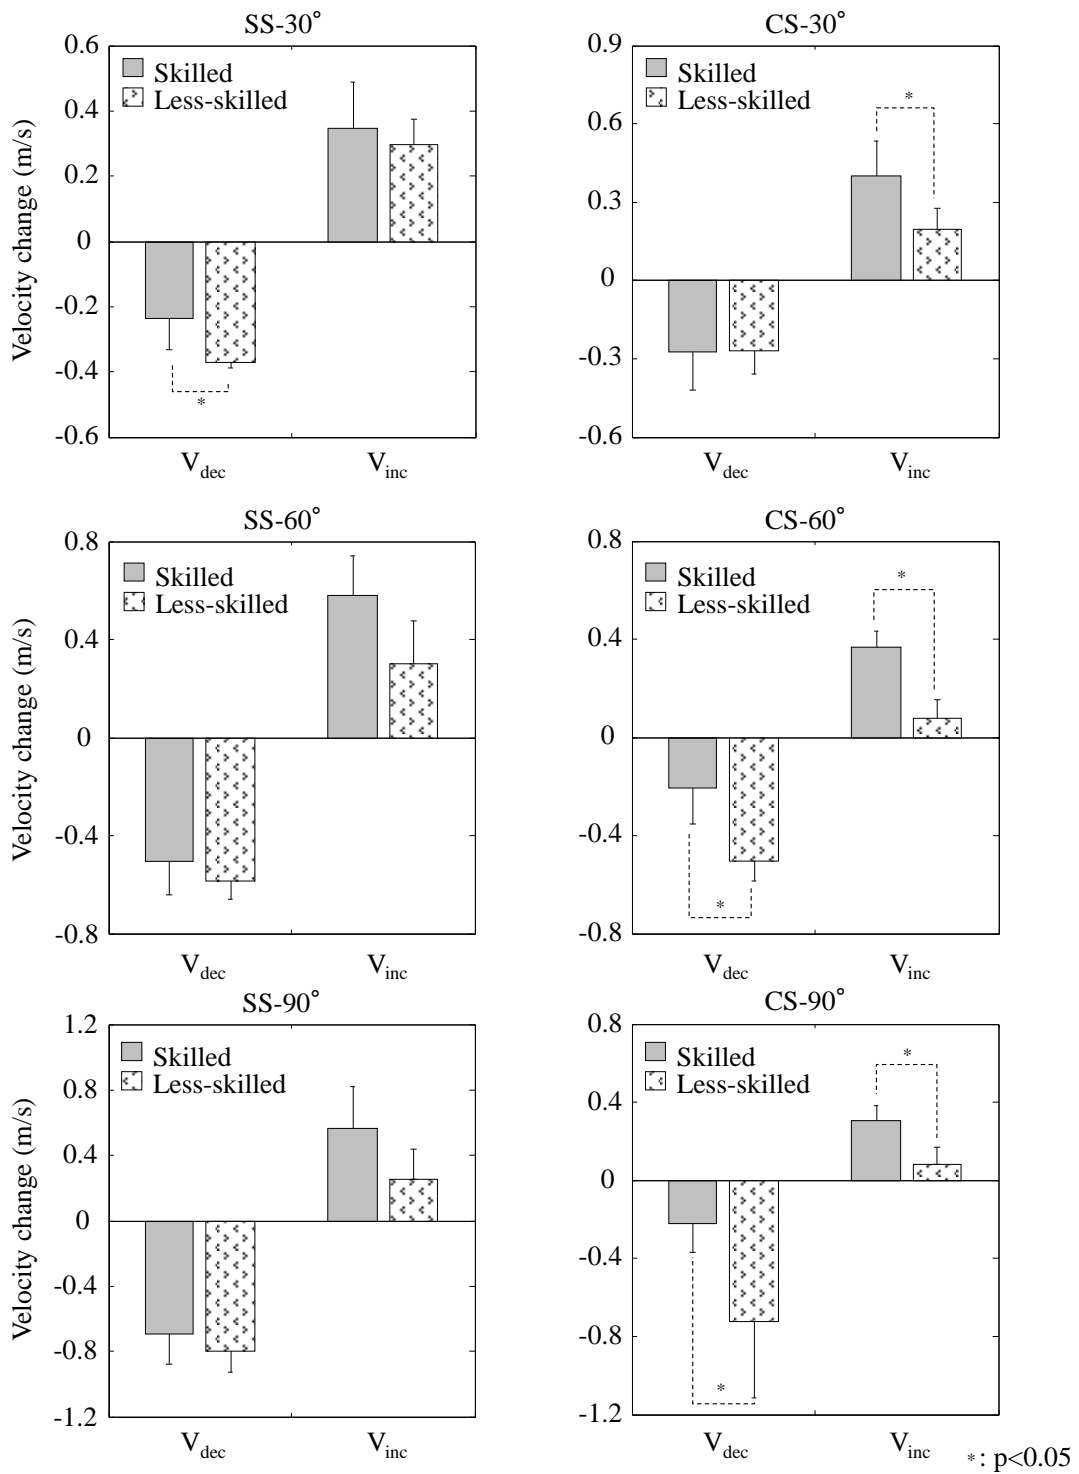 SS-30°
0.6
Skilled
Less-skilled
0.4
0.2
0
-0.2
-0.4
-0.6
*
Velocity change (m/s)
Vdec
Vinc
CS-30°
0.9
Skilled
Less-skilled
0.6
0.3
0
-0.3
-0.6
*
Vdec
Vinc
SS-60°
0.8
Skilled
Less-skilled
0.4
0
-0.4
-0.8
Velocity change (m/s)
Vdec
Vinc
CS-60°
0.8
Skilled
Less-skilled
0.4
0
-0.4
-0.8
*
*
Vdec
Vinc
SS-90°
1.2
Skilled
Less-skilled
0.8
0.4
0
-0.4
-0.8
-1.2
Velocity change (m/s)
Vdec
Vinc
CS-90°
0.8
Skilled
Less-skilled
0.4
0
-0.4
-0.8
-1.2
*
*
Vdec
Vinc
*: p<0.05